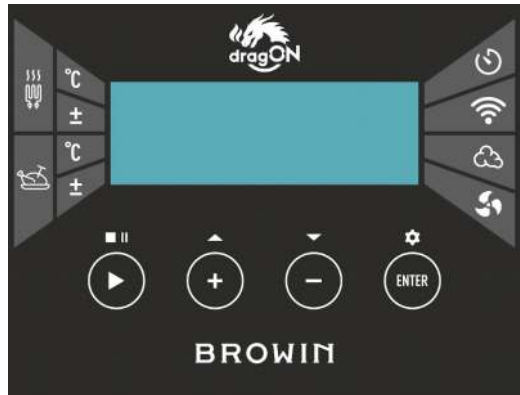 dragON
°C
±
°C
±
+
−
ENTER
BROWIN